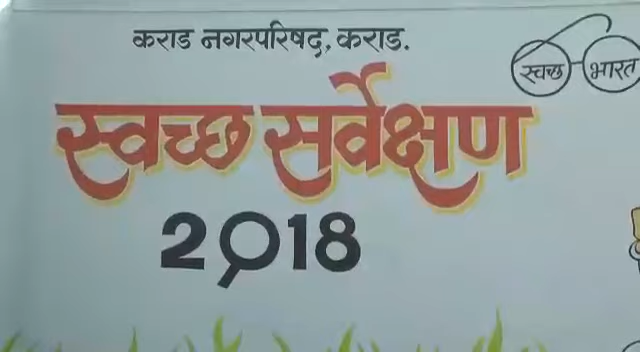 कराड नगरपरिषद, कराड.
स्वच्छ भारत
स्वच्छ सर्वेक्षण
2018